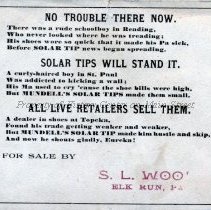 NO TROUBLE THERE NOW.
There was a rude schoolboy in Reading,
Who never looked where he was treading;
His shoes wore so quick that it made his Pa sick,
Before SOLAR TIP news began spreading.
SOLAR TIPS WILL STAND IT.
A curly-haired boy in St. Paul
Was addicted to kicking a wall;
His Ma used to cry 'cause the shoe bills were high,
But MUNDELL'S SOLAR TIPS made them small.
ALL LIVE RETAILERS SELL THEM.
A dealer in shoes at Topeka,
Found his trade getting weaker and weaker,
But MUNDELL'S SOLAR TIPS made him hustle and skip,
And now he shouts gladly, Eureka!
FOR SALE BY
S. L. WOO
ELK RUN, PA